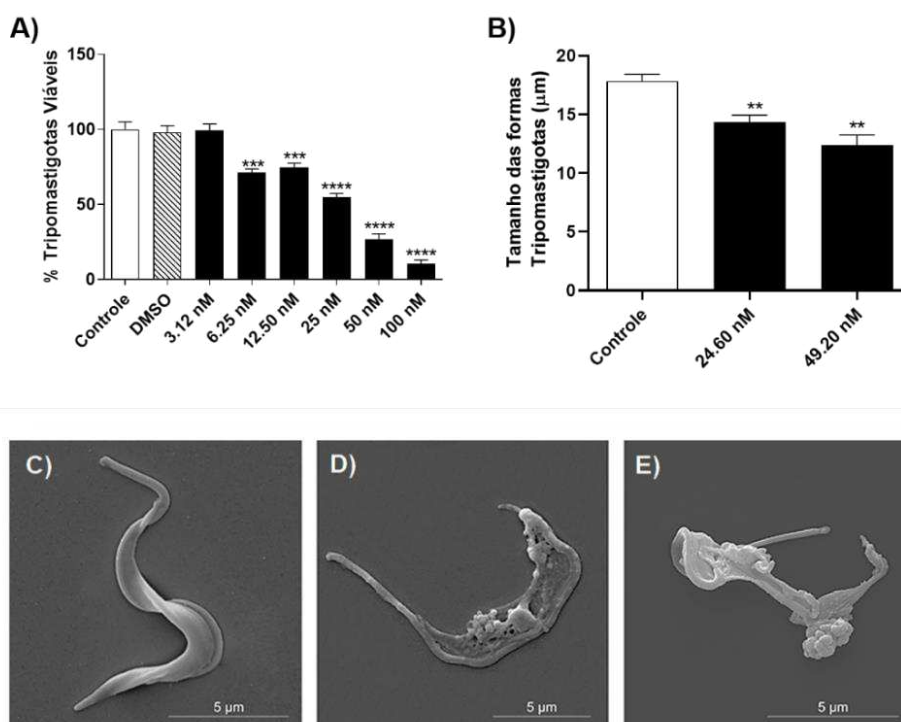 A)
% Tripomastigotas Viáveis
150
100
50
0
Controle
DMSO
3.12 nM
6.25 nM
12.50 nM
25 nM
50 nM
100 nM
***
***
****
****
****
B)
Tamanho das formas
Tripomastigotas (µm)
20
15
10
5
0
Controle
24.60 nM
49.20 nM
**
**
C)
5 µm
D)
5 µm
E)
5 µm